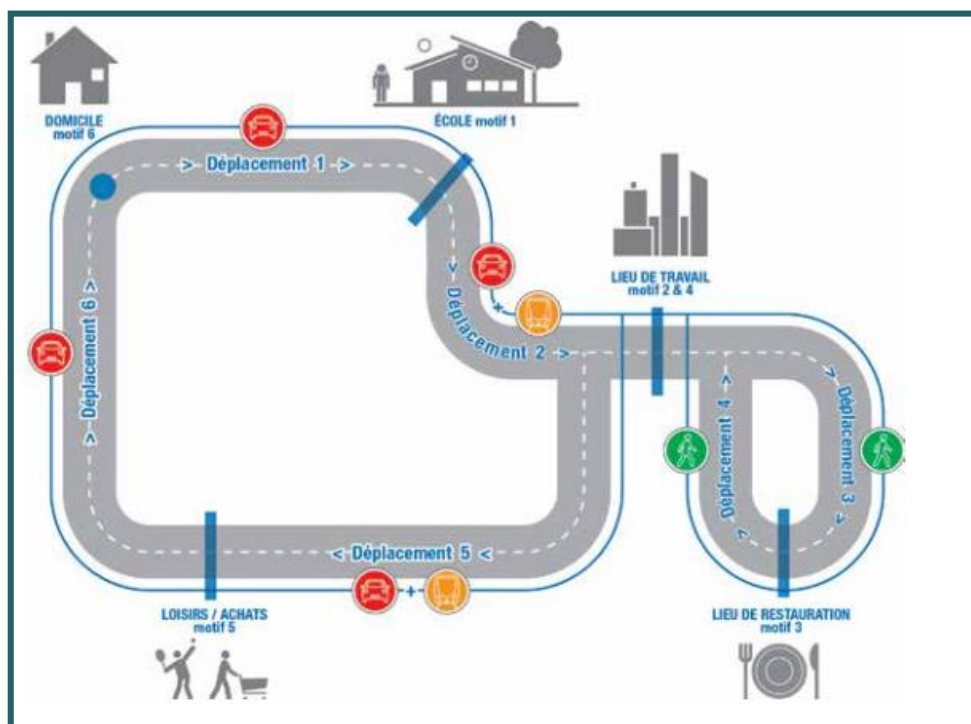 DOMICILE
motif 6
ÉCOLE motif 1
> Déplacement 1 >
LIEU DE TRAVAIL
motif 2 & 4
> Déplacement 2 >
> Déplacement 6 >
> Déplacement 4 >
> Déplacement 3 >
< Déplacement 5 <
+
+
LOISIRS / ACHATS
motif 5
LIEU DE RESTAURATION
motif 3